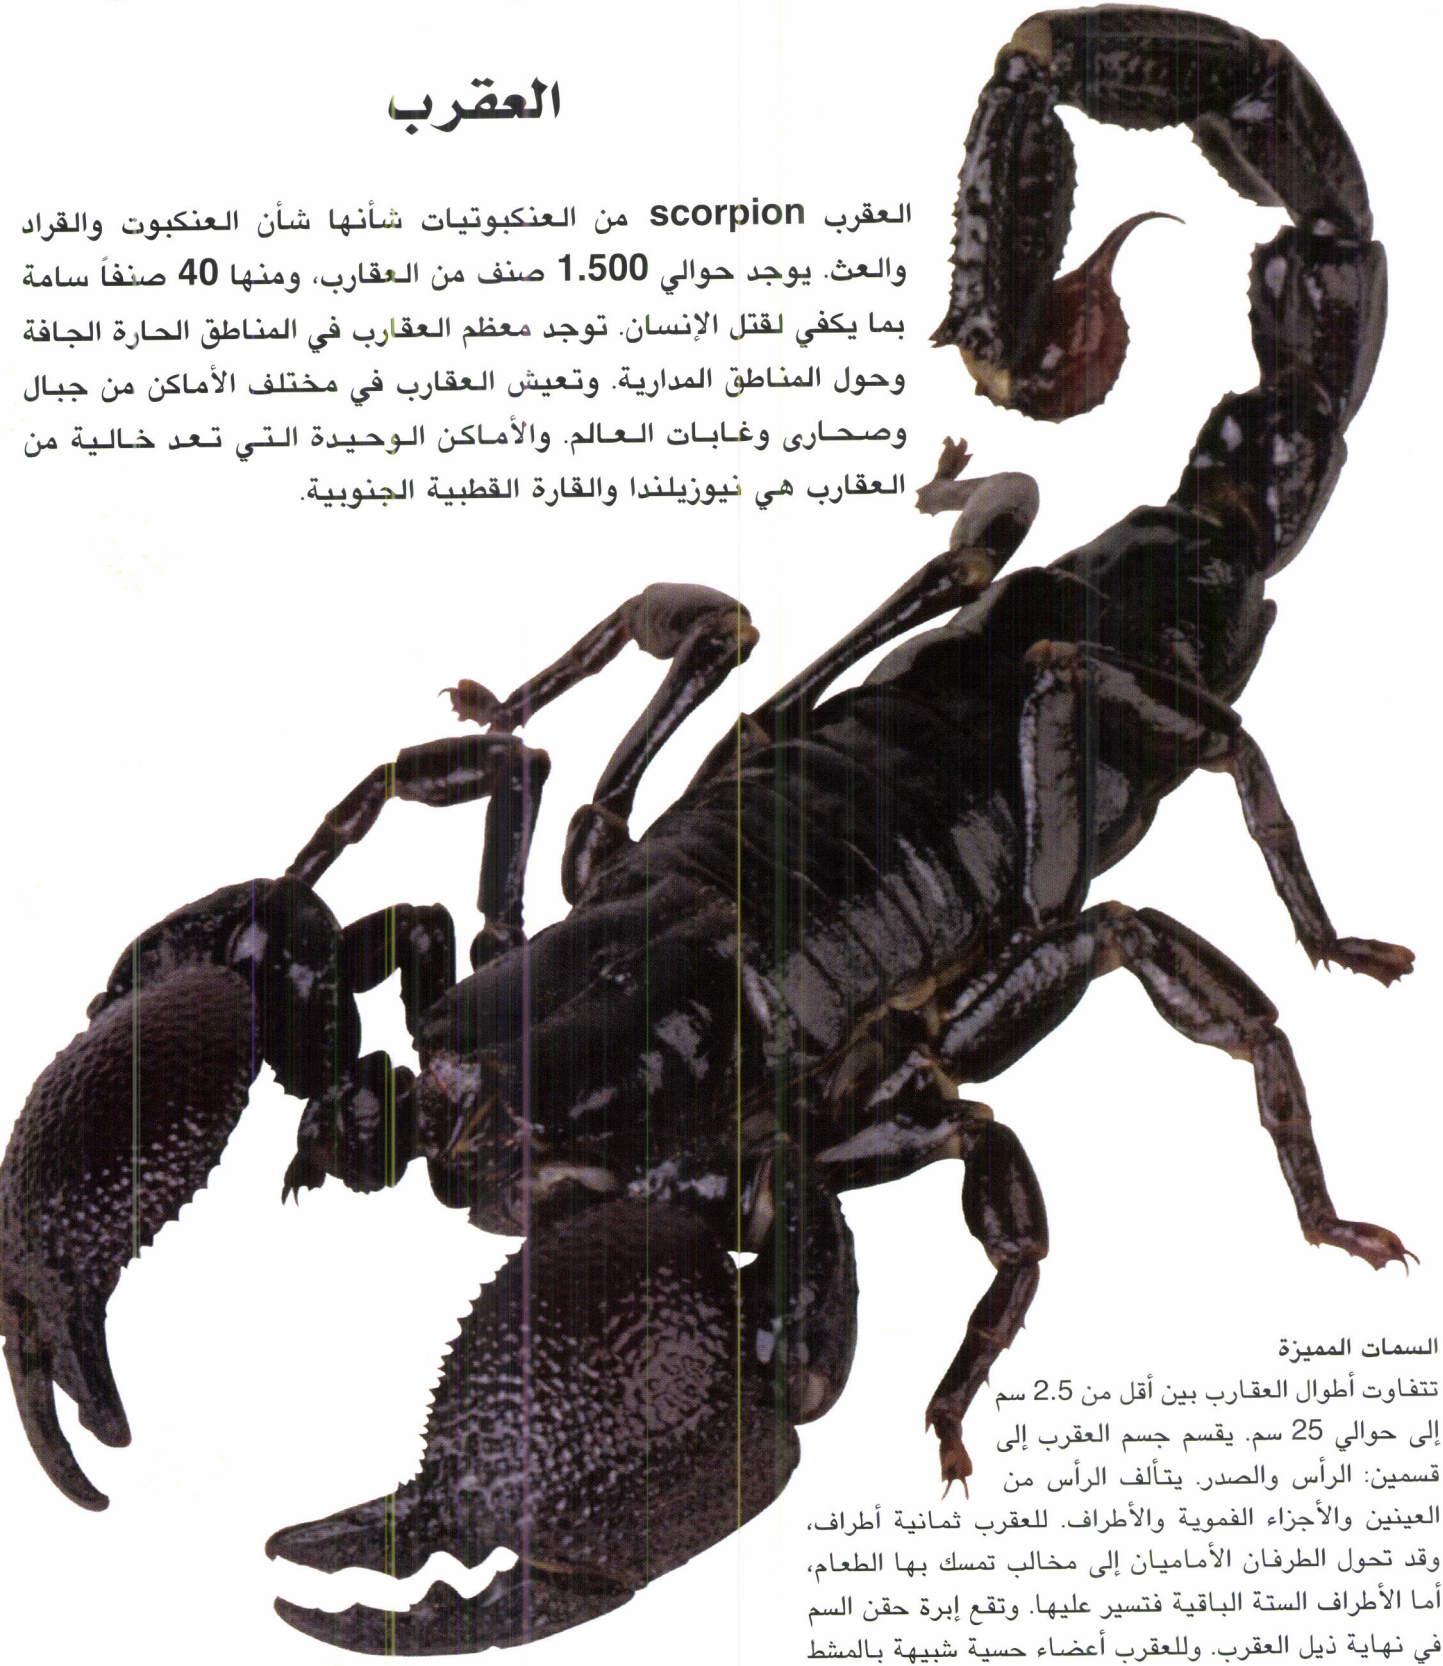 العقرب
العقرب scorpion من العنكبوتيات شأنها شأن العنكبوت والقراد
والعث. يوجد حوالي 1.500 صنف من العقارب، ومنها 40 صنفاً سامة
بما يكفي لقتل الإنسان. توجد معظم العقارب في المناطق الحارة الجافة
وحول المناطق المدارية. وتعيش العقارب في مختلف الأماكن من جبال
وصحارى وغابات العالم. والأماكن الوحيدة التي تعد خالية من
العقارب هي نيوزيلندا والقارة القطبية الجنوبية.
السمات المميزة
تتفاوت أطوال العقارب بين أقل من 2.5 سم
إلى حوالي 25 سم. يقسم جسم العقرب إلى
قسمين: الرأس والصدر. يتألف الرأس من
العينين والأجزاء الفموية والأطراف. للعقرب ثمانية أطراف،
وقد تحول الطرفان الأماميان إلى مخالب تمسك بها الطعام،
أما الأطراف الستة الباقية فتسير عليها. وتقع إبرة حقن السم
في نهاية ذيل العقرب. وللعقرب أعضاء حسية شبيهة بالمشط